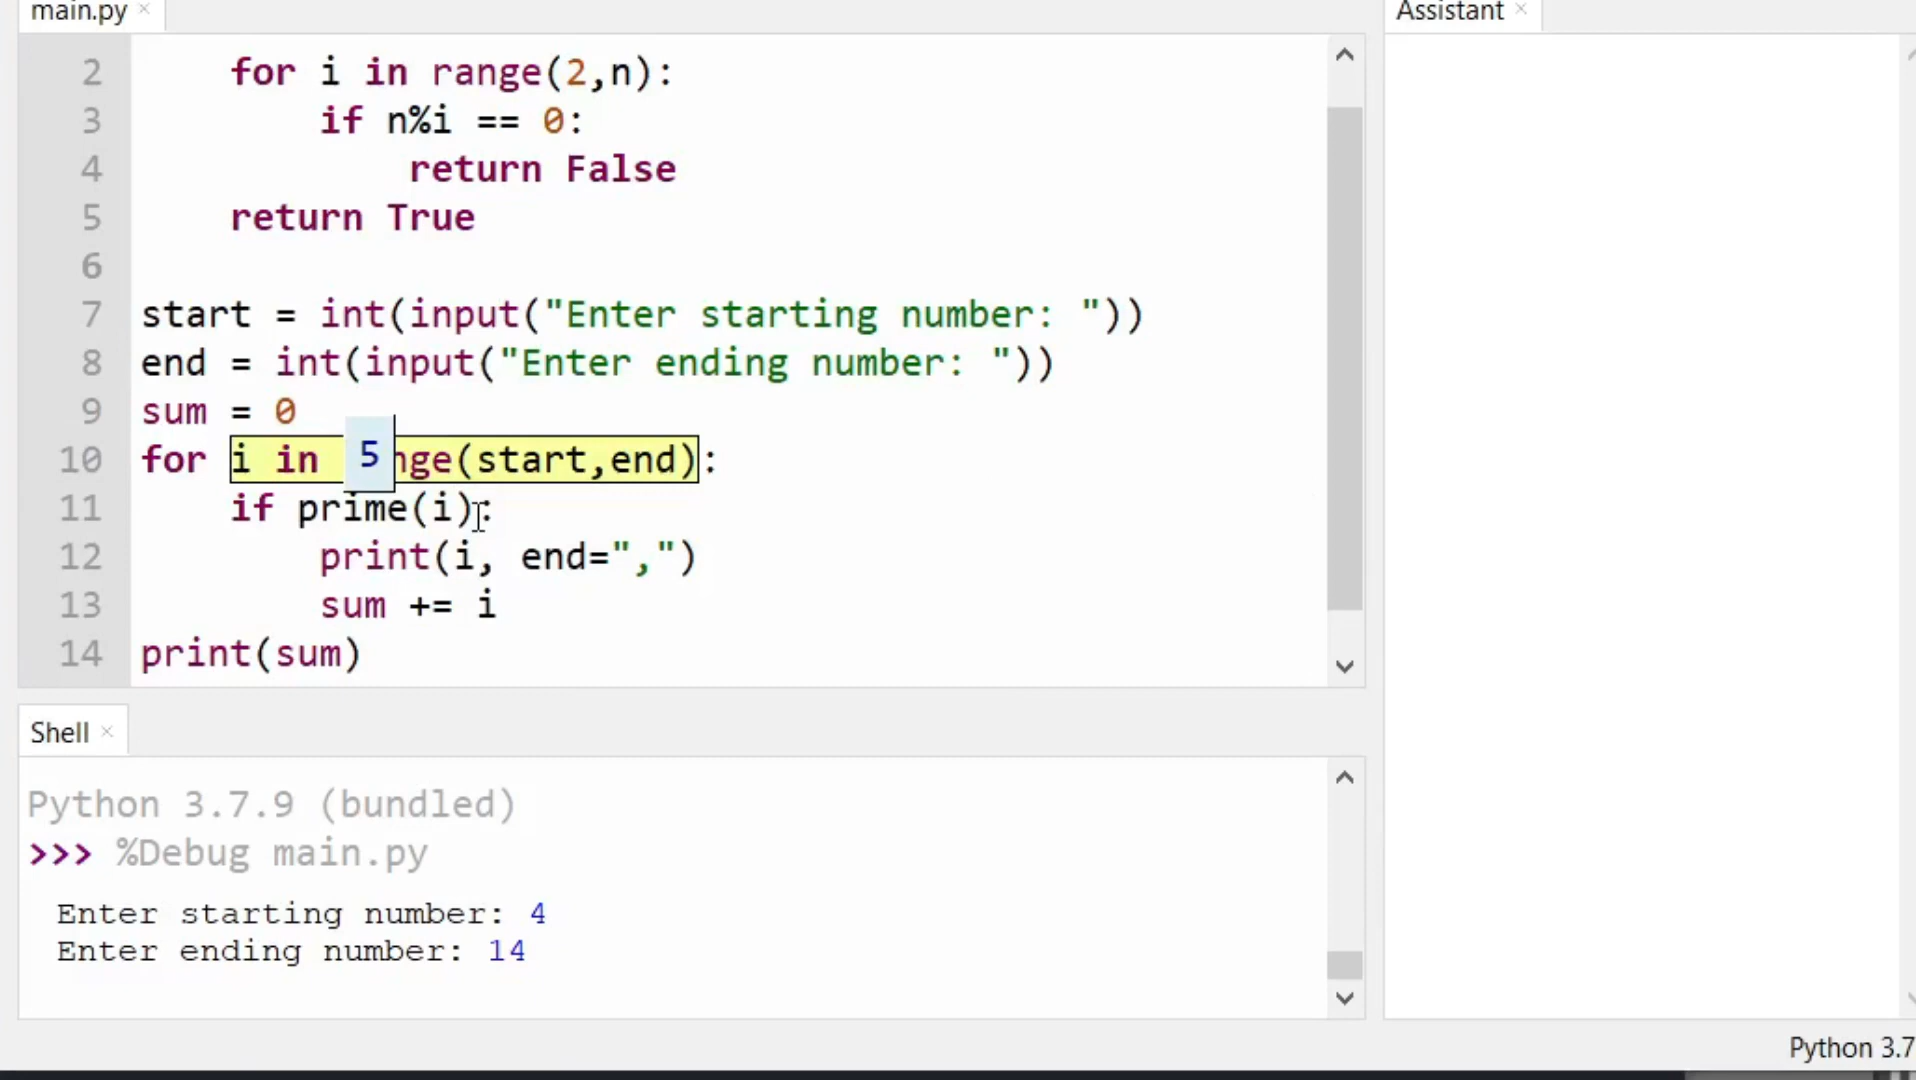 main.py ×
Assistant ×
2 for i in range(2,n):
3 if n%i == 0:
4 return False
5 return True
6
7 start = int(input("Enter starting number: "))
8 end = int(input("Enter ending number: "))
9 sum = 0
10 for i in 5 nge(start,end):
11 if prime(i):
12 print(i, end=",")
13 sum += i
14 print(sum)
Shell ×
Python 3.7.9 (bundled)
>>> %Debug main.py
Enter starting number: 4
Enter ending number: 14
Python 3.7